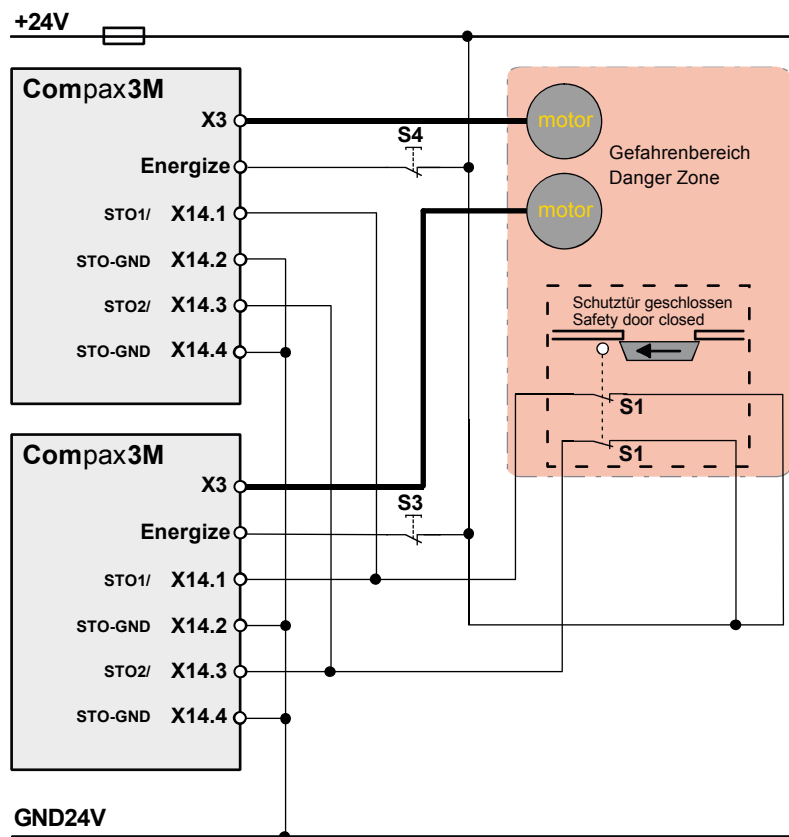 +24V
Compax3M
X3
Energize
STO1/ X14.1
STO-GND X14.2
STO2/ X14.3
STO-GND X14.4
S4
motor
motor
Gefahrenbereich
Danger Zone
Schutztür geschlossen
Safety door closed
S1
S1
Compax3M
X3
Energize
STO1/ X14.1
STO-GND X14.2
STO2/ X14.3
STO-GND X14.4
S3
GND24V